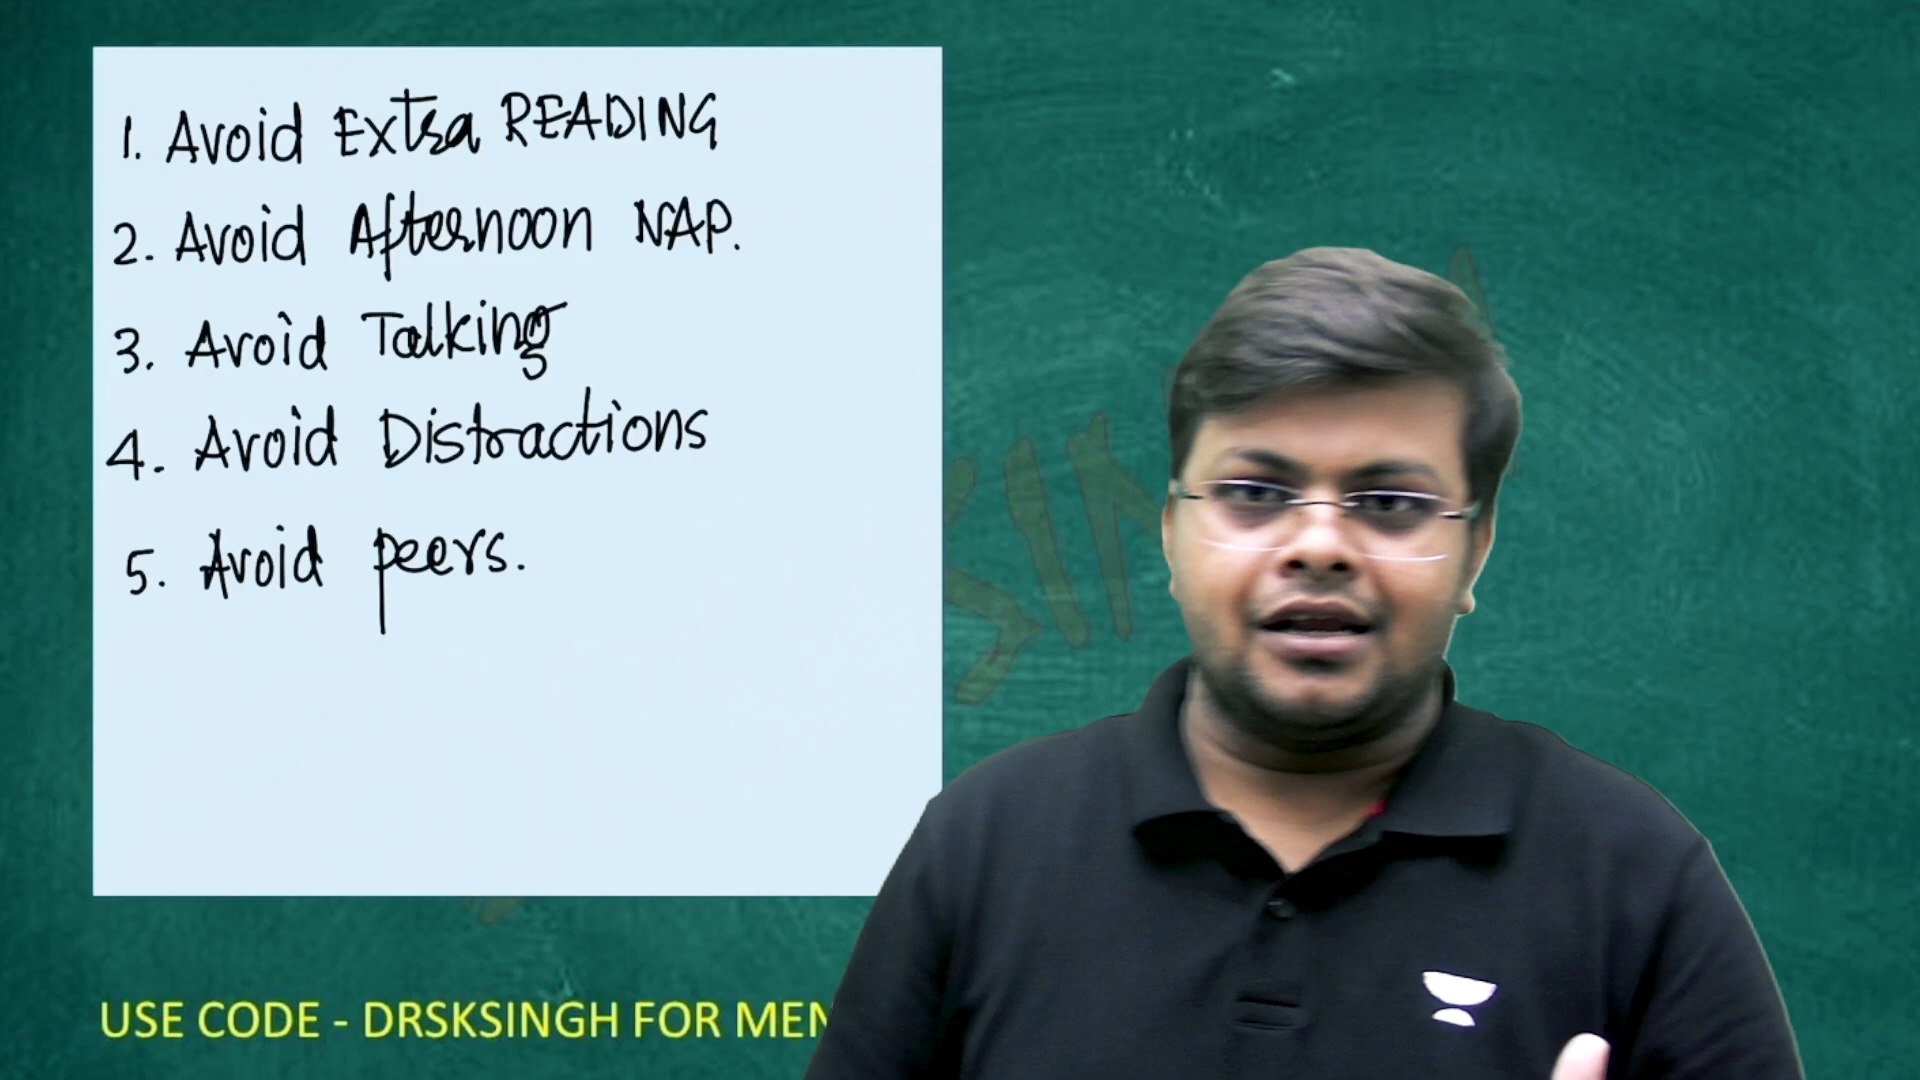 1. Avoid Extra READING
2. Avoid Afternoon NAP.
3. Avoid Talking
4. Avoid Distractions
5. Avoid peers.
USE CODE - DRSKSINGH FOR MEN